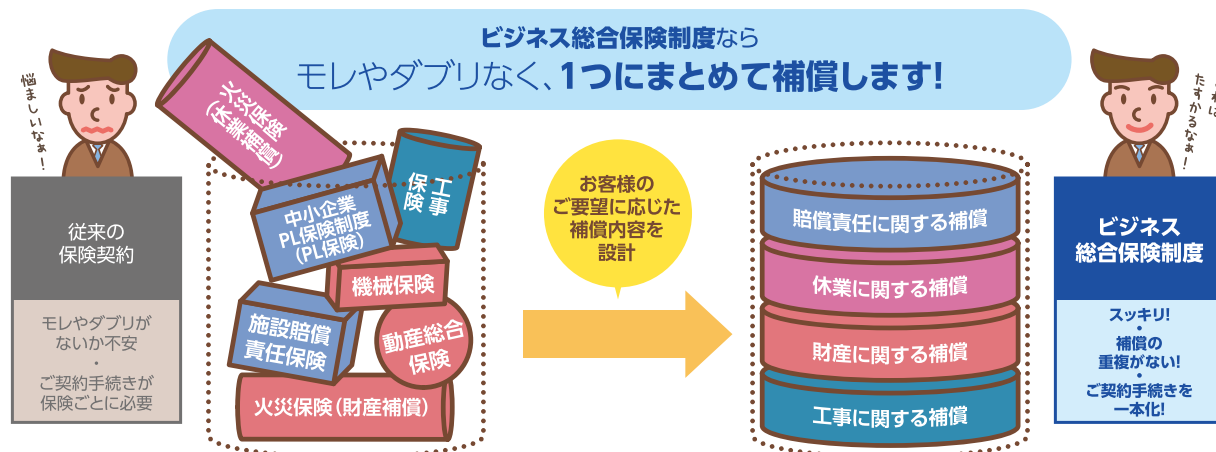 ビジネス総合保険制度なら
モレやダブりなく、1つにまとめて補償します!
悩ましいなぁ!
従来の
保険契約
モレやダブりが
ないか不安
・
ご契約手続きが
保険ごとに必要
火災保険
(休業補償)
工事
保険
中小企業
PL保険制度
(PL保険)
機械保険
施設賠償
責任保険
動産総合
保険
火災保険(財産補償)
お客様の
ご要望に応じた
補償内容を
設計
賠償責任に関する補償
休業に関する補償
財産に関する補償
工事に関する補償
たすかるなぁ!
ビジネス
総合保険制度
スッキリ!
・
補償の
重複がない!
・
ご契約手続きを
一本化!